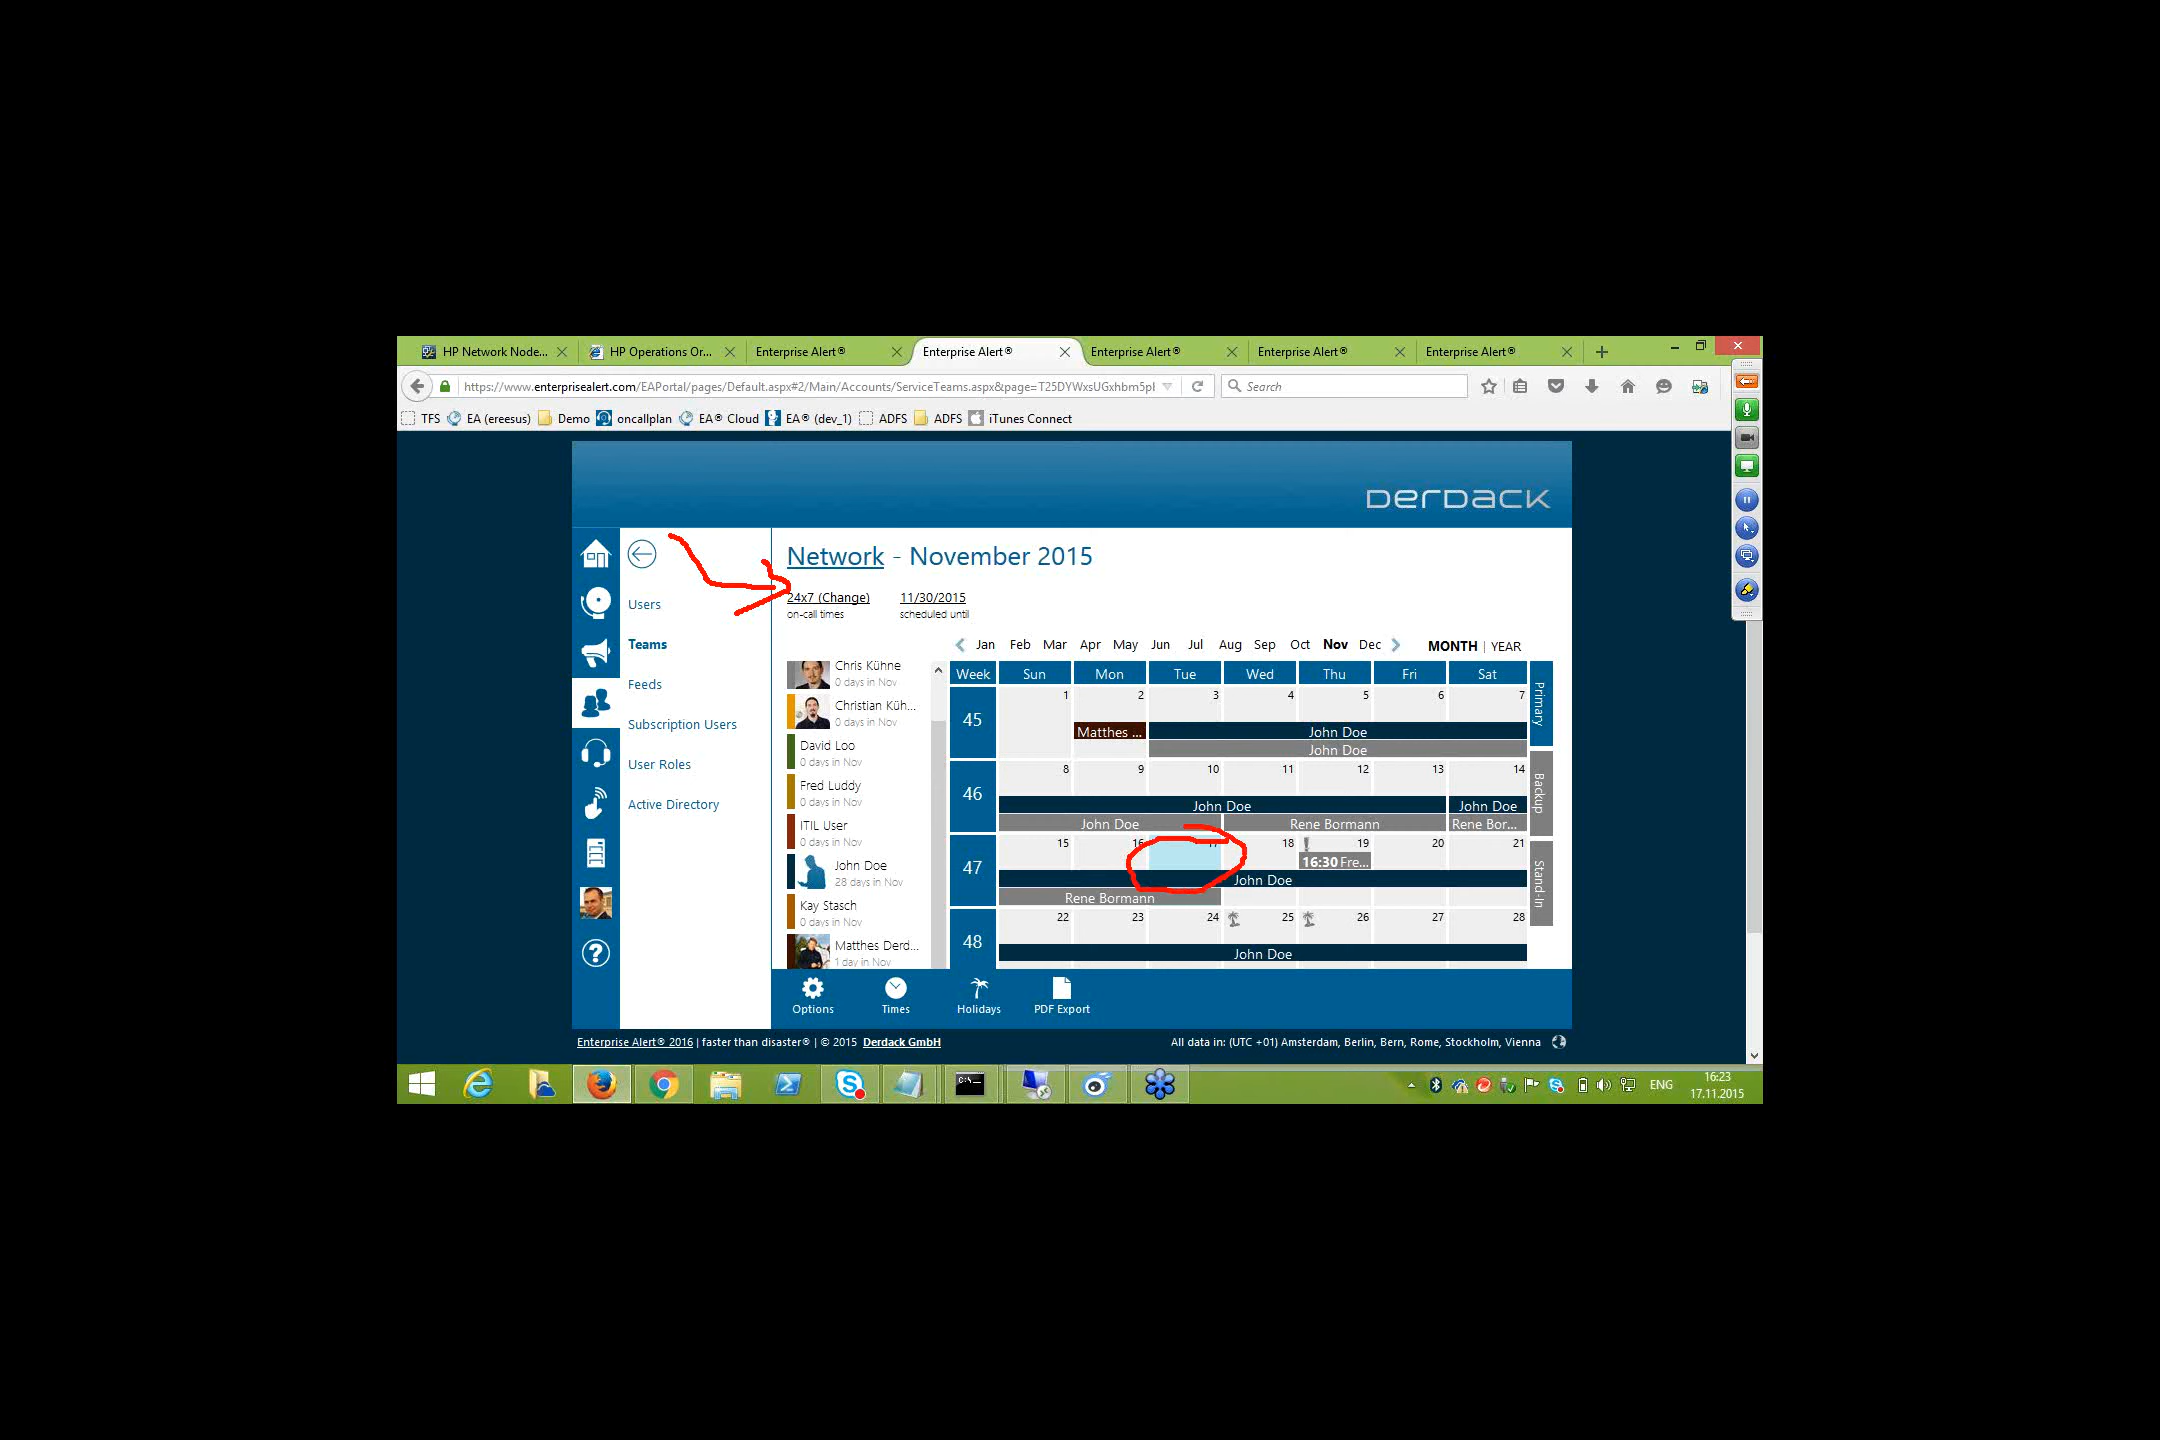 HP Network Node... HP Operations Or... Enterprise Alert® Enterprise Alert® Enterprise Alert® Enterprise Alert® Enterprise Alert®
https://www.enterprisealert.com/EAPortal/pages/Default.aspx#2/Main/Accounts/ServiceTeams.aspx&page=T25DYWxsUGxhbm5pl Search
TFS EA (ereesus) Demo oncallplan EA® Cloud EA® (dev_1) ADFS ADFS iTunes Connect
Derdack
Network - November 2015
24x7 (Change) 11/30/2015
on-call times scheduled until
Users
Teams
Feeds
Subscription Users
User Roles
Active Directory
Jan Feb Mar Apr May Jun Jul Aug Sep Oct Nov Dec MONTH | YEAR
Chris Kühne
0 days in Nov
Christian Küh...
0 days in Nov
David Loo
0 days in Nov
Fred Luddy
0 days in Nov
ITIL User
0 days in Nov
John Doe
28 days in Nov
Kay Stasch
0 days in Nov
Matthes Derd...
1 day in Nov
Week Sun Mon Tue Wed Thu Fri Sat
45 1 2 3 4 5 6 7
Matthes ... John Doe
John Doe
46 8 9 10 11 12 13 14
John Doe John Doe
John Doe Rene Bormann Rene Bor...
47 15 16 17 18 19 20 21
16:30 Fre...
John Doe
Rene Bormann
48 22 23 24 25 26 27 28
John Doe
Primary
Backup
Stand-In
Options Times Holidays PDF Export
Enterprise Alert® 2016 | faster than disaster® | © 2015 Derdack GmbH All data in: (UTC +01) Amsterdam, Berlin, Bern, Rome, Stockholm, Vienna
ENG 16:23
17.11.2015